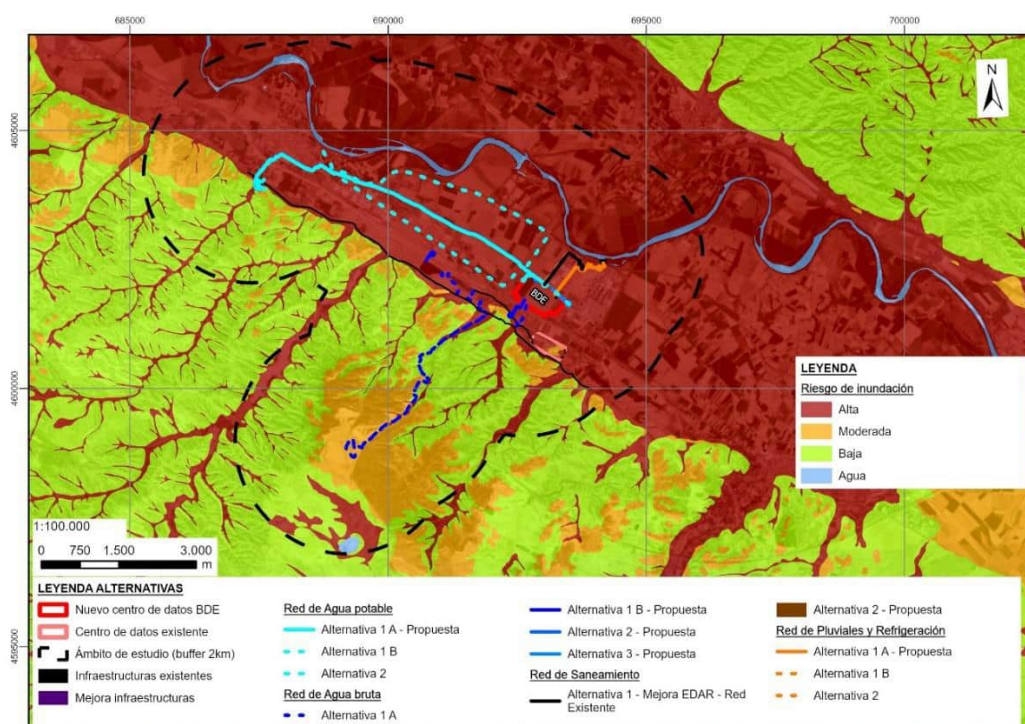 685000
690000
695000
700000
4605000
4600000
4595000
N
BDE
LEYENDA
Riesgo de inundación
Alta
Moderada
Baja
Agua
1:100.000
0 750 1.500 3.000
m
LEYENDA ALTERNATIVAS
Nuevo centro de datos BDE
Centro de datos existente
Ámbito de estudio (buffer 2km)
Infraestructuras existentes
Mejora infraestructuras
Red de Agua potable
Alternativa 1 A - Propuesta
Alternativa 1 B
Alternativa 2
Red de Agua bruta
Alternativa 1 A
Alternativa 1 B - Propuesta
Alternativa 2 - Propuesta
Alternativa 3 - Propuesta
Red de Saneamiento
Alternativa 1 - Mejora EDAR - Red
Existente
Alternativa 2 - Propuesta
Red de Pluviales y Refrigeración
Alternativa 1 A - Propuesta
Alternativa 1 B
Alternativa 2